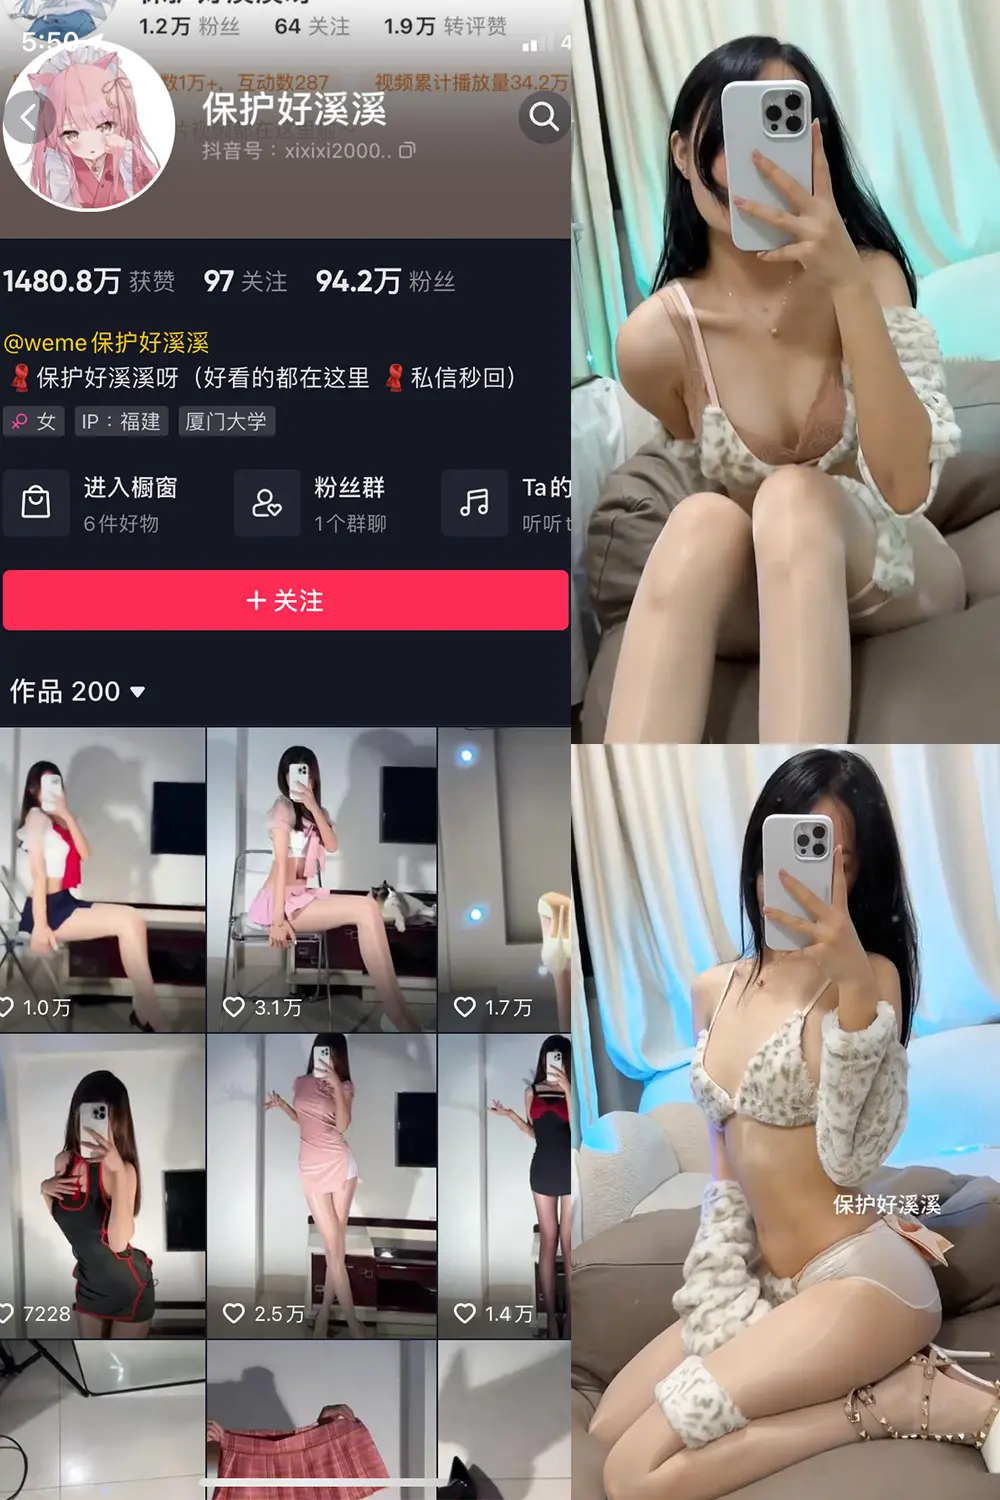 1.2万 粉丝 64 关注 1.9万 转评赞
5:50
数1万+，互动数287 视频累计播放量34.2万
保护好溪溪
抖音号：xixixi2000..
1480.8万 获赞 97 关注 94.2万 粉丝
@weme保护好溪溪
保护好溪溪呀（好看的都在这里 私信秒回）
女 IP：福建 厦门大学
进入橱窗 粉丝群 Ta的
6件好物 1个群聊 听听
+ 关注
作品 200
1.0万 3.1万 1.7万
7228 2.5万 1.4万
保护好溪溪